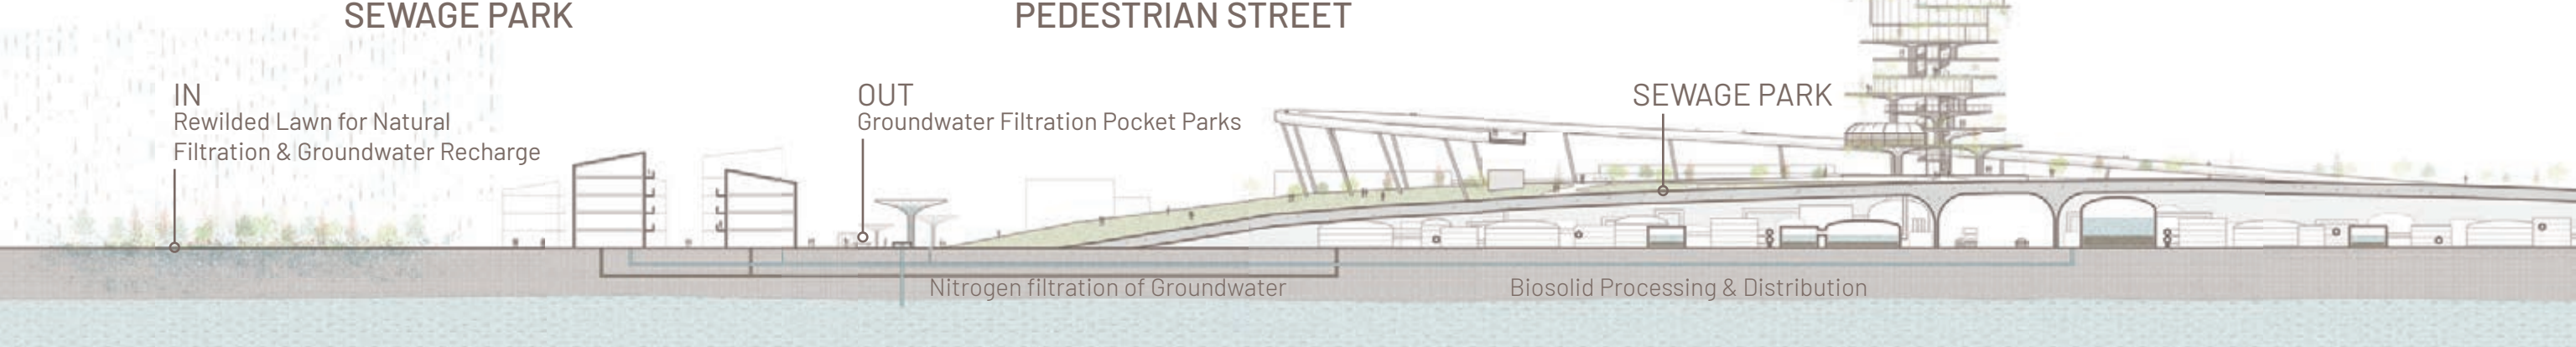 SEWAGE PARK
PEDESTRIAN STREET
IN
Rewilded Lawn for Natural
Filtration & Groundwater Recharge
OUT
Groundwater Filtration Pocket Parks
SEWAGE PARK
Nitrogen filtration of Groundwater
Biosolid Processing & Distribution